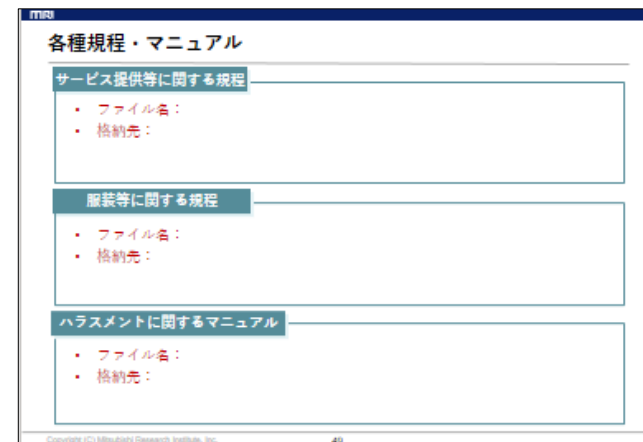 mri
各種規程・マニュアル
サービス提供等に関する規程
・ ファイル名：
・ 格納先：
服装等に関する規程
・ ファイル名：
・ 格納先：
ハラスメントに関するマニュアル
・ ファイル名：
・ 格納先：
Copyright (C) Mitsubishi Research Institute, Inc.
49